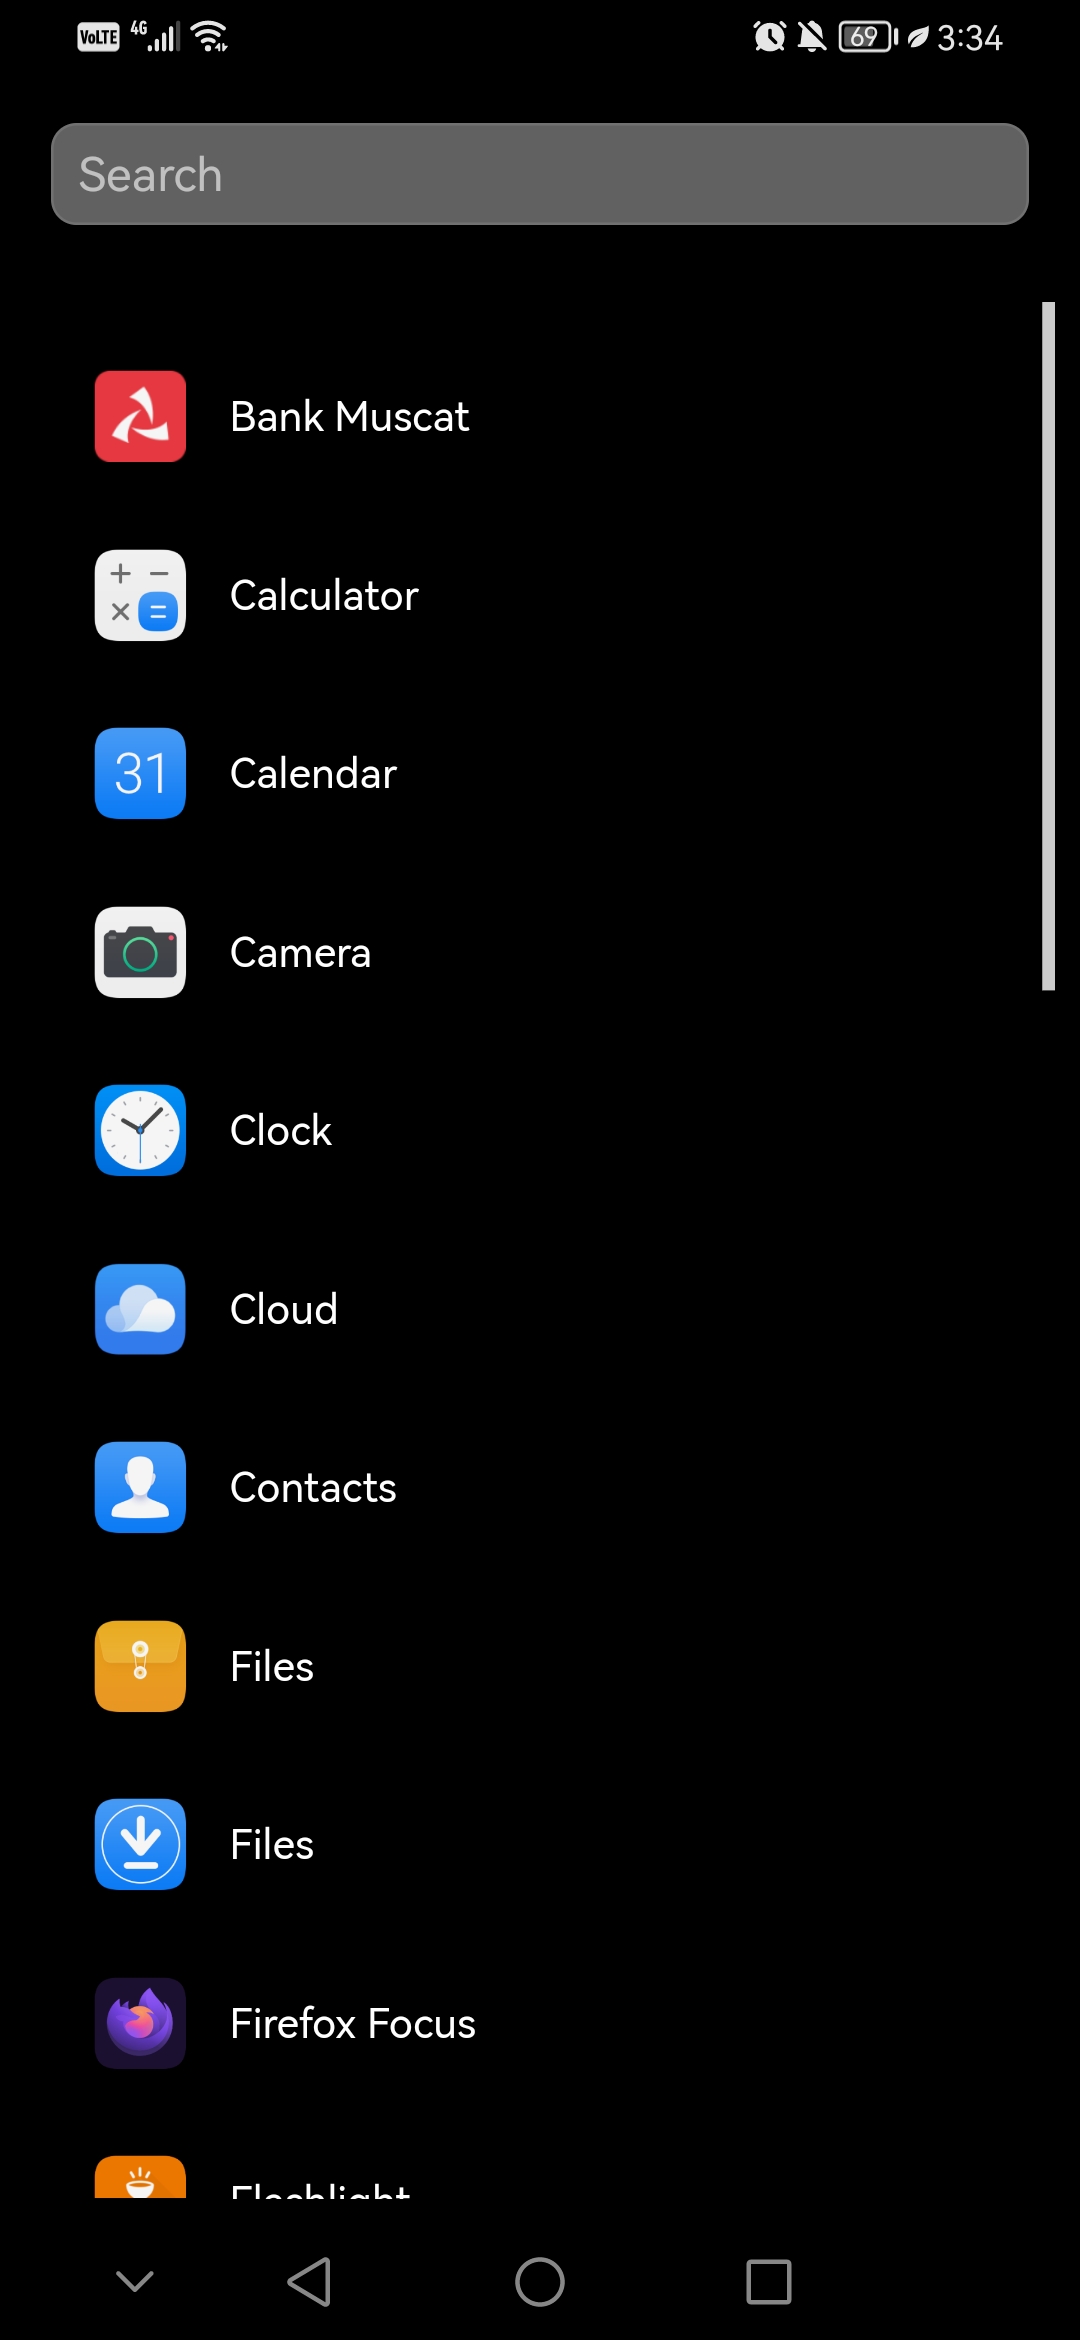 VoLTE 4G 69 3:34
Search
Bank Muscat
Calculator
31 Calendar
Camera
Clock
Cloud
Contacts
Files
Files
Firefox Focus
Flashlight